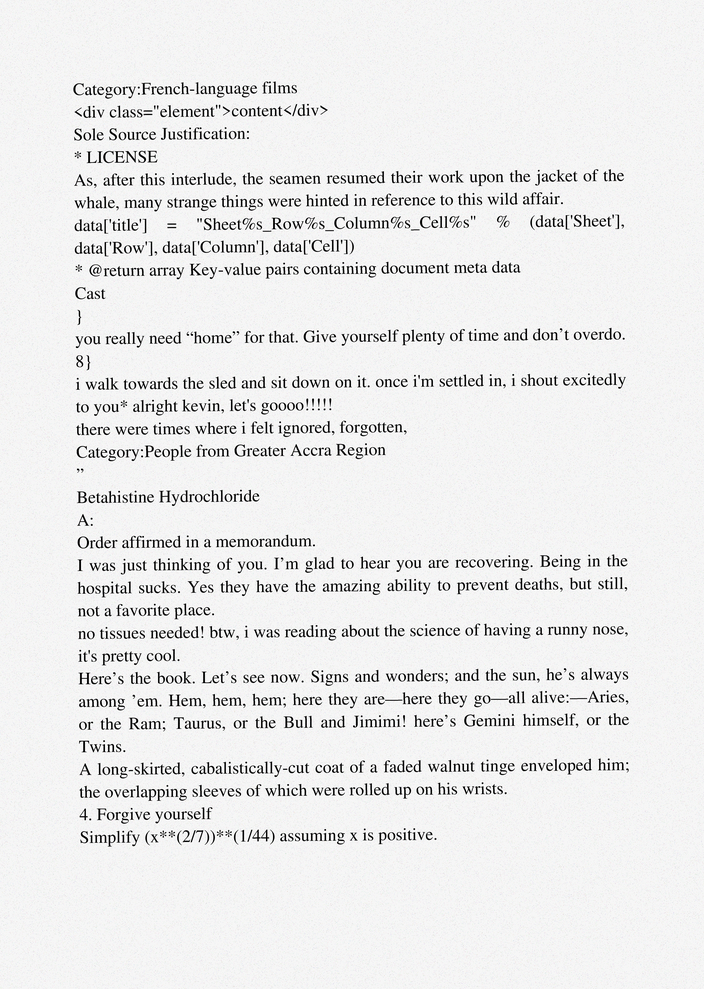 Category:French-language films
<div class="element">content</div>
Sole Source Justification:
* LICENSE
As, after this interlude, the seamen resumed their work upon the jacket of the
whale, many strange things were hinted in reference to this wild affair.
data['title'] = "Sheet%s_Row%s_Column%s_Cell%s" % (data['Sheet'],
data['Row'], data['Column'], data['Cell'])
* @return array Key-value pairs containing document meta data
Cast
}
you really need “home” for that. Give yourself plenty of time and don’t overdo.
8}
i walk towards the sled and sit down on it. once i'm settled in, i shout excitedly
to you* alright kevin, let's goooo!!!!!
there were times where i felt ignored, forgotten,
Category:People from Greater Accra Region
”
Betahistine Hydrochloride
A:
Order affirmed in a memorandum.
I was just thinking of you. I’m glad to hear you are recovering. Being in the
hospital sucks. Yes they have the amazing ability to prevent deaths, but still,
not a favorite place.
no tissues needed! btw, i was reading about the science of having a runny nose,
it's pretty cool.
Here’s the book. Let’s see now. Signs and wonders; and the sun, he’s always
among ’em. Hem, hem, hem; here they are—here they go—all alive:—Aries,
or the Ram; Taurus, or the Bull and Jimimi! here’s Gemini himself, or the
Twins.
A long-skirted, cabalistically-cut coat of a faded walnut tinge enveloped him;
the overlapping sleeves of which were rolled up on his wrists.
4. Forgive yourself
Simplify (x**(2/7))**(1/44) assuming x is positive.